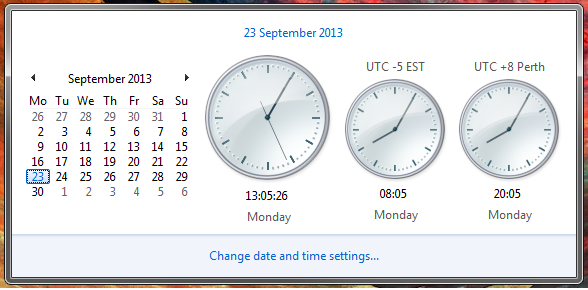 23 September 2013
UTC -5 EST
UTC +8 Perth
September 2013
Mo Tu We Th Fr Sa Su
26 27 28 29 30 31 1
2 3 4 5 6 7 8
9 10 11 12 13 14 15
16 17 18 19 20 21 22
23 24 25 26 27 28 29
30 1 2 3 4 5 6
13:05:26
Monday
08:05
Monday
20:05
Monday
Change date and time settings...